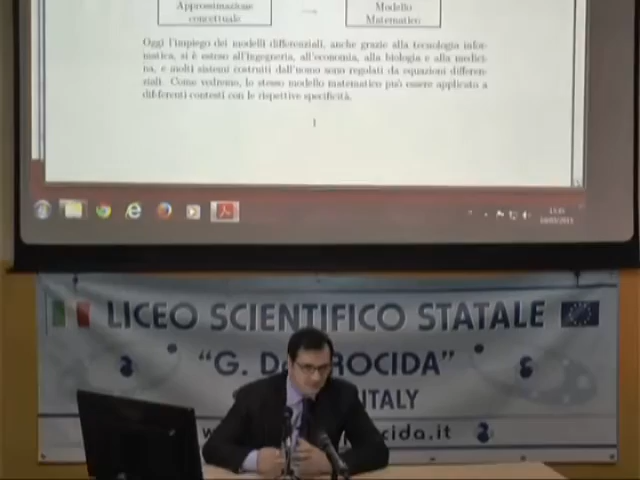 Approssimazione
concettuale
Modello
Matematico
Oggi l'impiego dei modelli differenziali, anche grazie alla tecnologia infor-
matica, si è esteso all'ingegneria, all'economia, alla biologia e alla medici-
na, e molti sistemi costruiti dall'uomo sono regolati da equazioni differen-
ziali. Come vedremo, lo stesso modello matematico può essere applicato a
differenti contesti con le rispettive specificità.
1
LICEO SCIENTIFICO STATALE
"G. D ROCIDA"
ITALY
cida.it